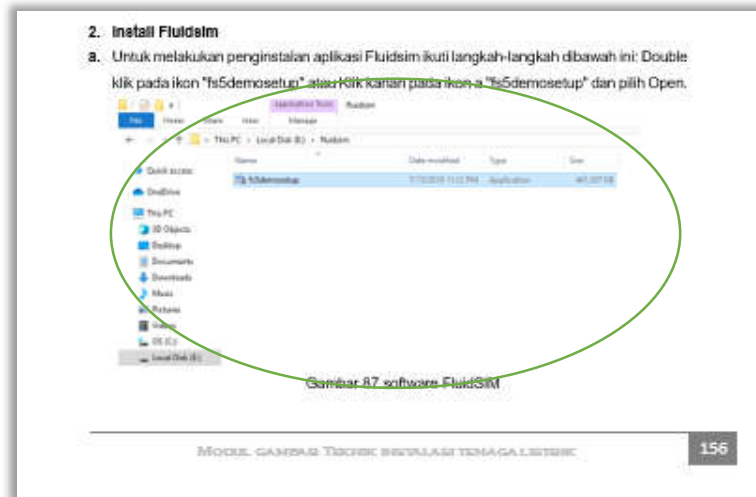 2. Install Fluidsim
a. Untuk melakukan penginstalan aplikasi Fluidsim ikuti langkah-langkah dibawah ini: Double
klik pada ikon "fs5demosetup" atau Klik kanan pada ikon a "fs5demosetup" dan pilih Open.
Application Tools
File Home Share View Manage
This PC > Local Disk (E:) >
Name Date modified Type Size
Quick access
fs5demosetup Application
OneDrive
This PC
3D Objects
Desktop
Documents
Downloads
Music
Pictures
Videos
OS (C:)
Local Disk (E:)
Gambar 87 software FluidSIM
MODUL GAMBAR TEKNIK INSTALASI TENAGA LISTRIK 156